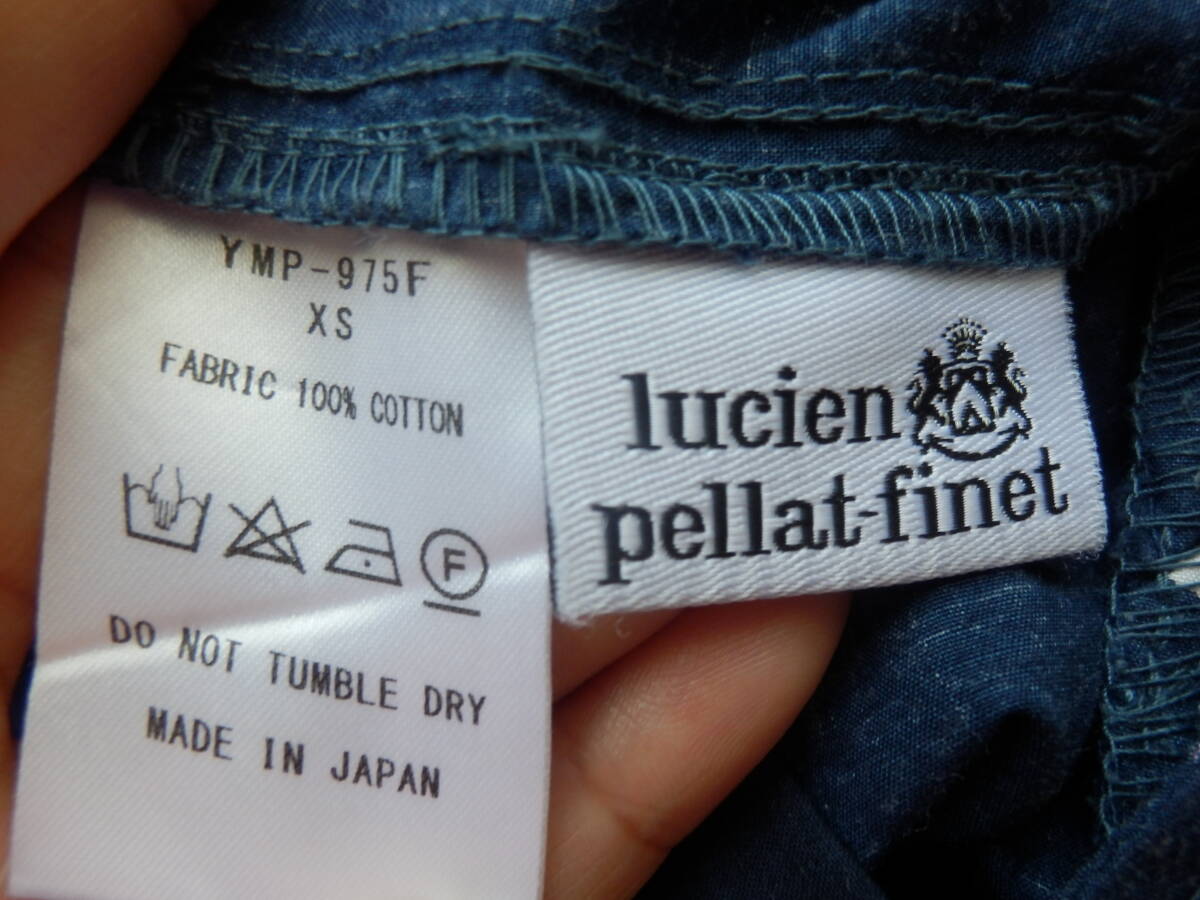 YMP-975F
XS
FABRIC 100% COTTON
F
DO NOT TUMBLE DRY
MADE IN JAPAN
lucien
pellat-finet